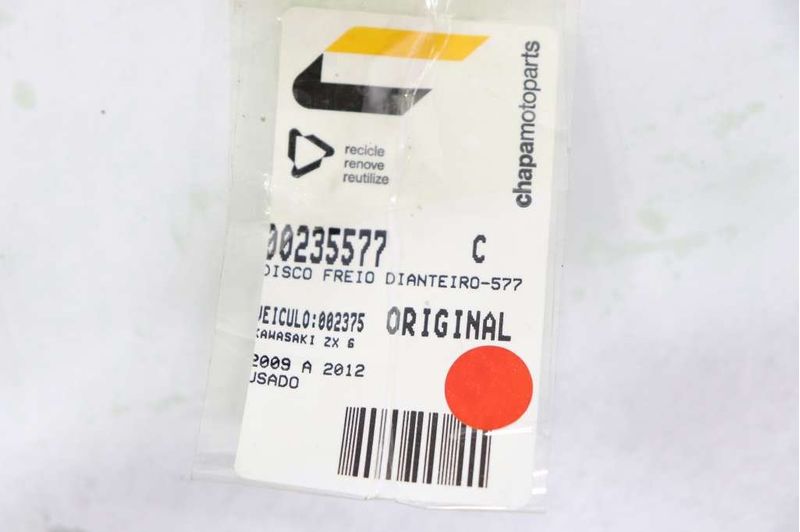 chapamotoparts
recicle
renove
reutilize
00235577 C
DISCO FREIO DIANTEIRO-577
VEICULO:002375 ORIGINAL
KAWASAKI ZX 6
2009 A 2012
USADO